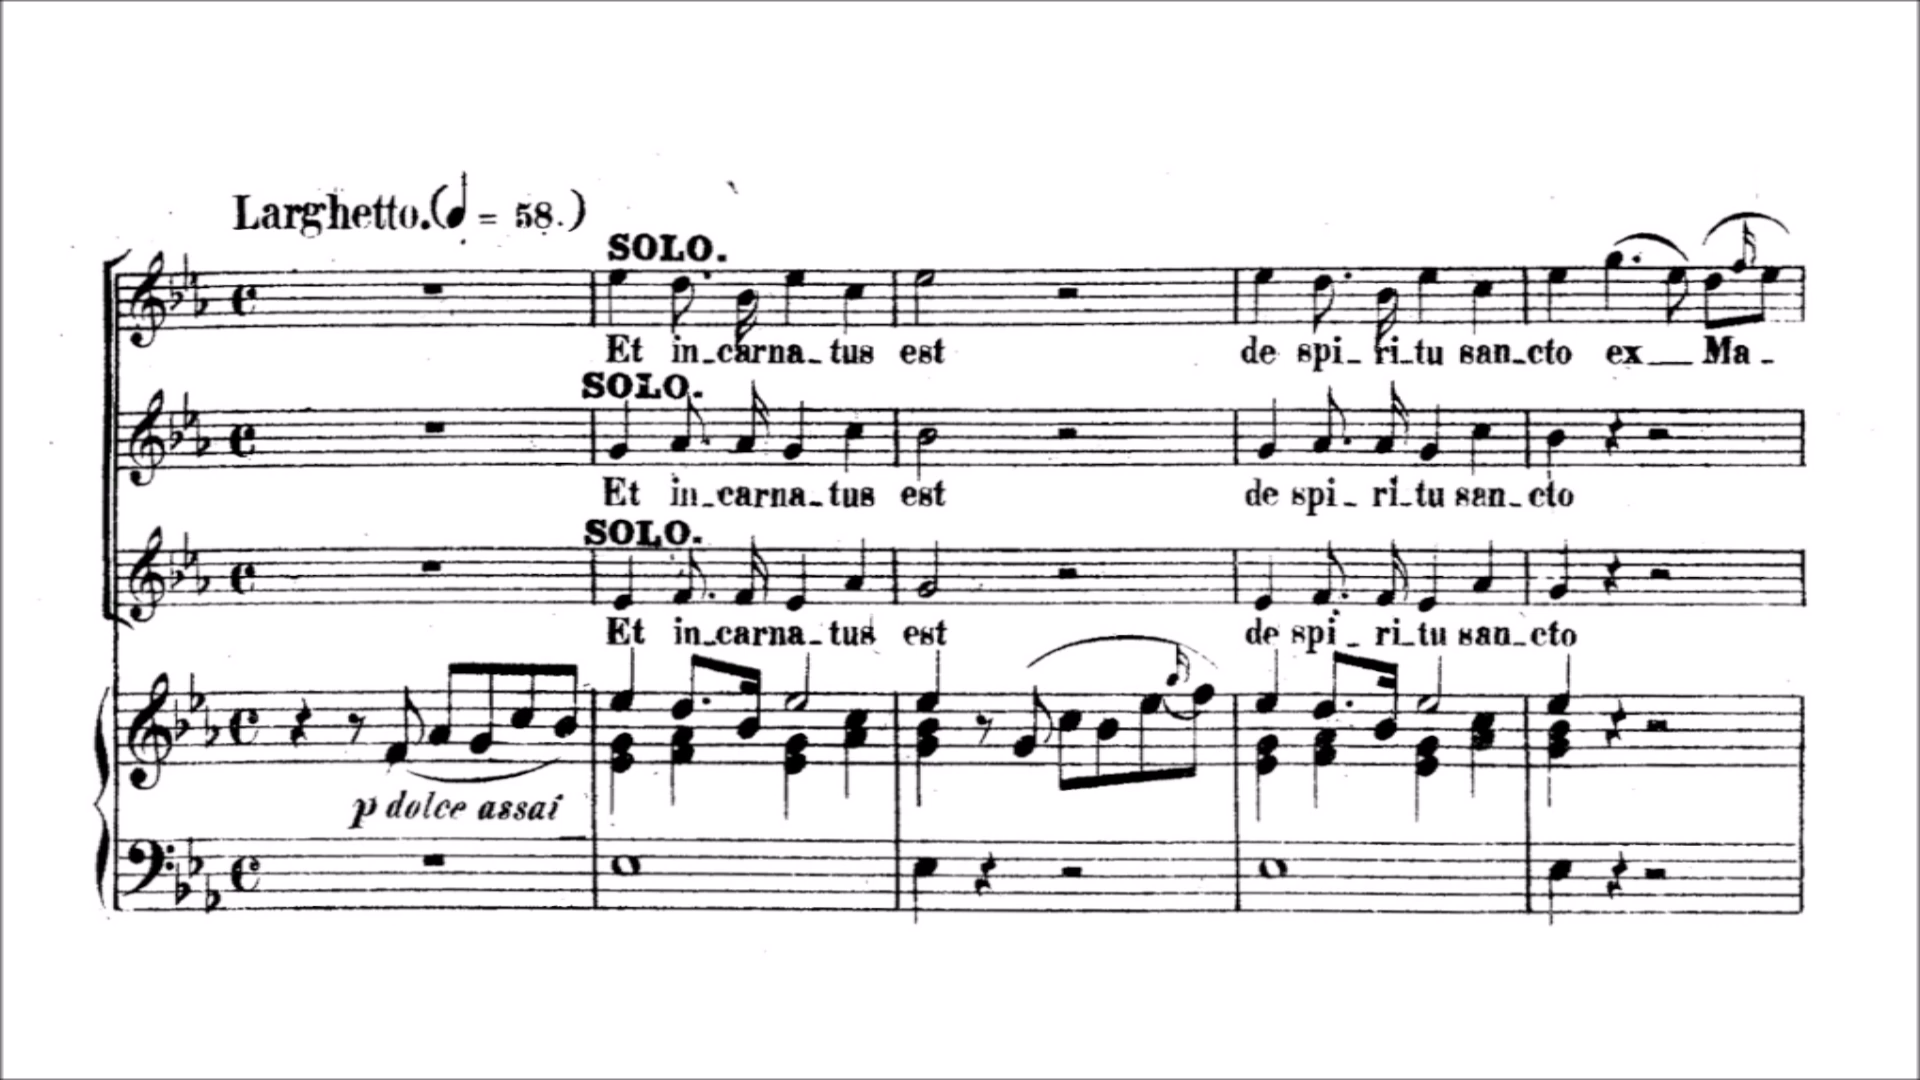 Larghetto.(♩ = 58.)
SOLO.
Et in_carna_tus est de spi_ri_tu san_cto ex__ Ma_
SOLO.
Et in_carna_tus est de spi_ri_tu san_cto
SOLO.
Et in_carna_tus est de spi_ri_tu san_cto
p dolce assai